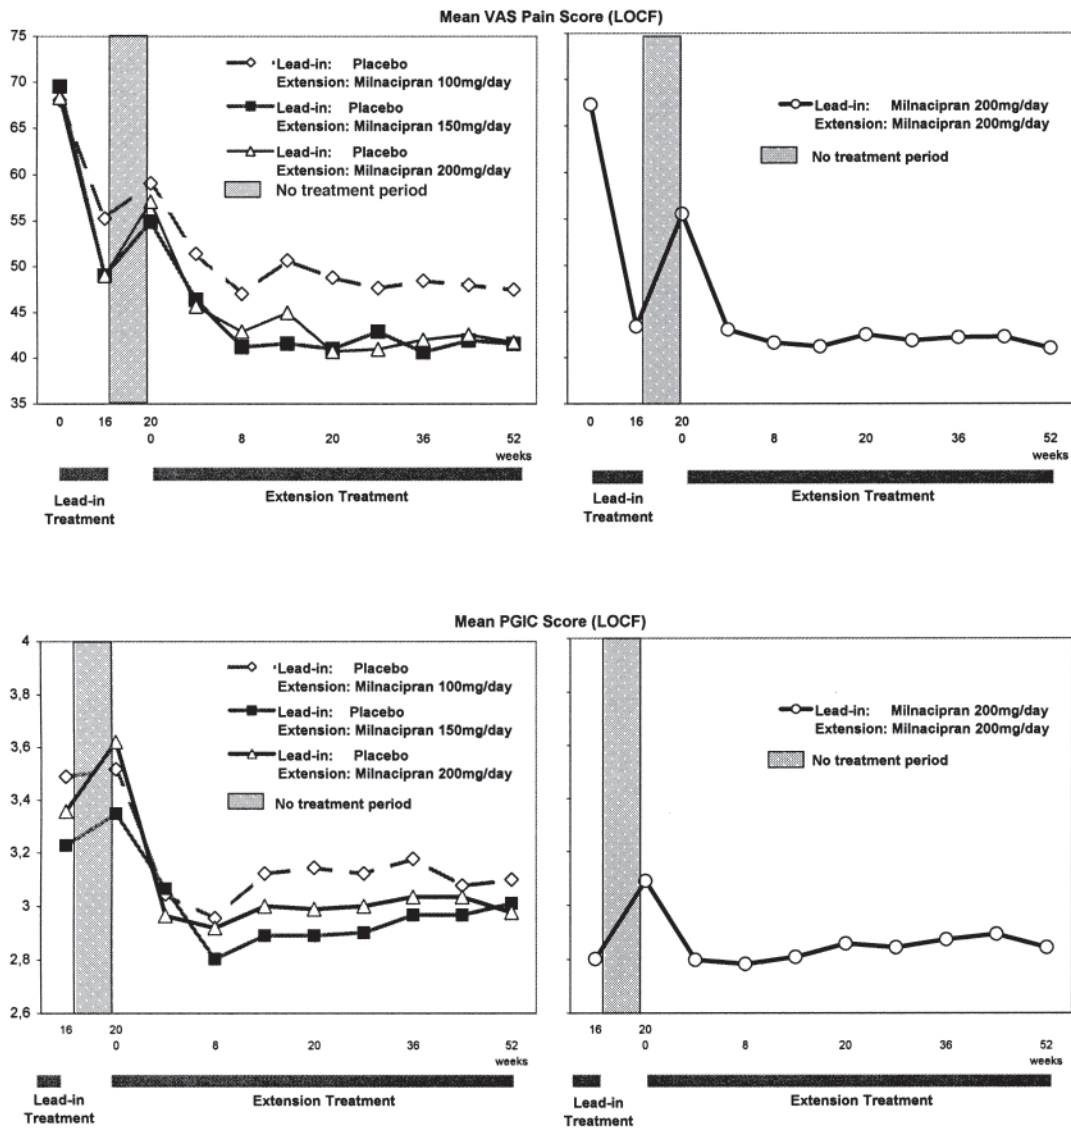 Mean VAS Pain Score (LOCF)
75
70
65
60
55
50
45
40
35
Lead-in: Placebo
Extension: Milnacipran 100mg/day
Lead-in: Placebo
Extension: Milnacipran 150mg/day
Lead-in: Placebo
Extension: Milnacipran 200mg/day
No treatment period
0 16 20
0 8 20 36 52
weeks
Lead-in
Treatment
Extension Treatment
Lead-in: Milnacipran 200mg/day
Extension: Milnacipran 200mg/day
No treatment period
0 16 20
0 8 20 36 52
weeks
Lead-in
Treatment
Extension Treatment
Mean PGIC Score (LOCF)
4
3,8
3,6
3,4
3,2
3
2,8
2,6
Lead-in: Placebo
Extension: Milnacipran 100mg/day
Lead-in: Placebo
Extension: Milnacipran 150mg/day
Lead-in: Placebo
Extension: Milnacipran 200mg/day
No treatment period
16 20
0 8 20 36 52
weeks
Lead-in
Treatment
Extension Treatment
Lead-in: Milnacipran 200mg/day
Extension: Milnacipran 200mg/day
No treatment period
16 20
0 8 20 36 52
weeks
Lead-in
Treatment
Extension Treatment